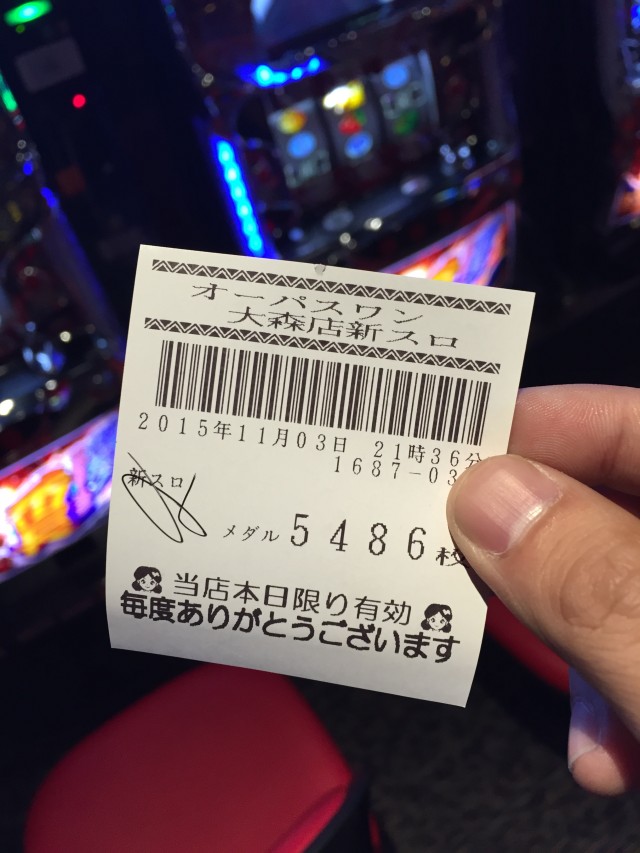 オーパスワン
大森店新スロ
2015年11月03日 21時36分
1687-03
新スロ
メダル 5486枚
当店本日限り有効
毎度ありがとうございます